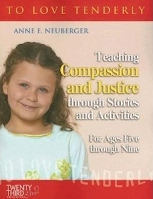 TO LOVE TENDERLY
ANNE E. NEUBERGER
Teaching
Compassion
and Justice
through Stories
and Activities
For Ages Five
through Nine
TWENTY
THIRD